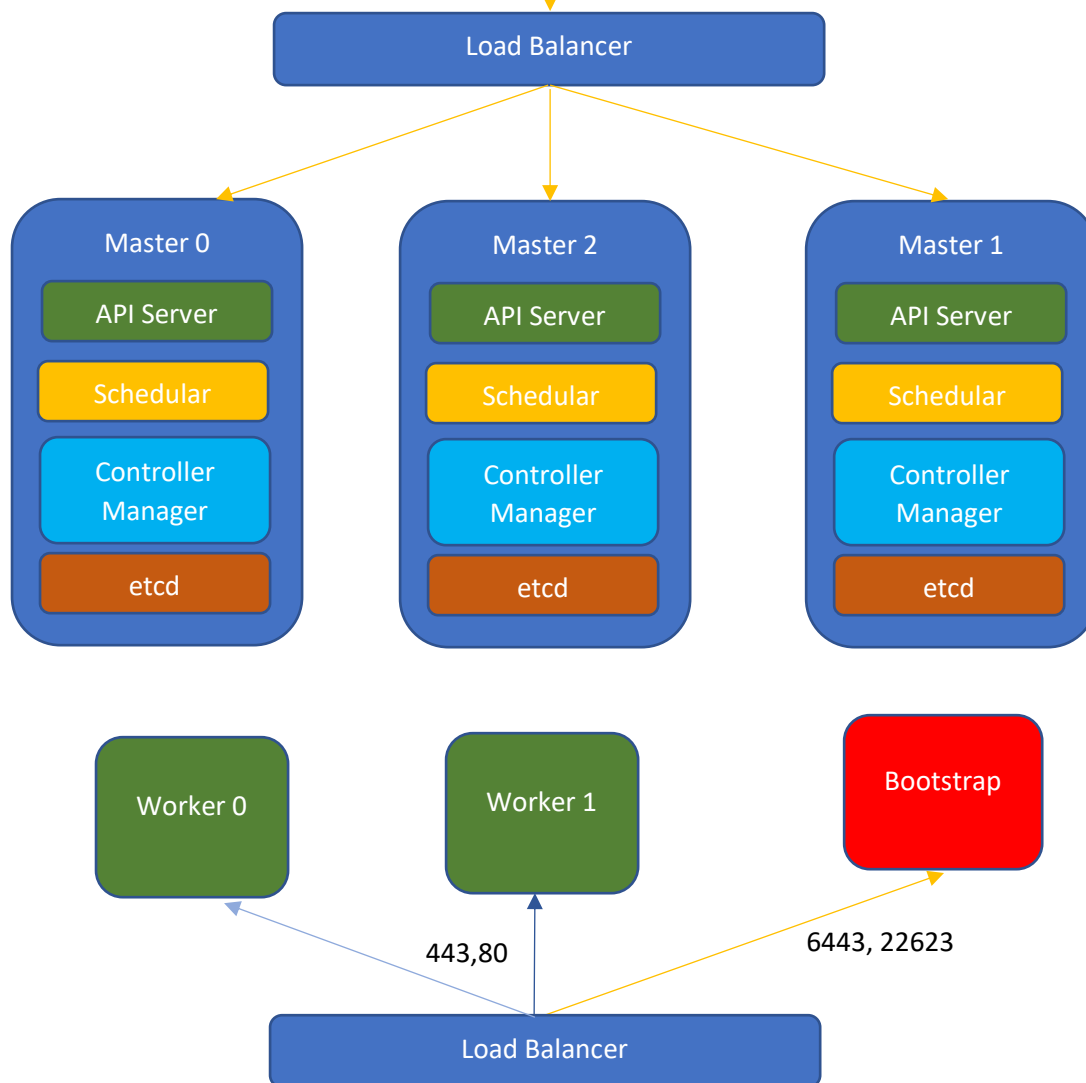 Load Balancer
Master 0
API Server
Schedular
Controller
Manager
etcd
Master 2
API Server
Schedular
Controller
Manager
etcd
Master 1
API Server
Schedular
Controller
Manager
etcd
Worker 0
Worker 1
Bootstrap
443,80
6443, 22623
Load Balancer